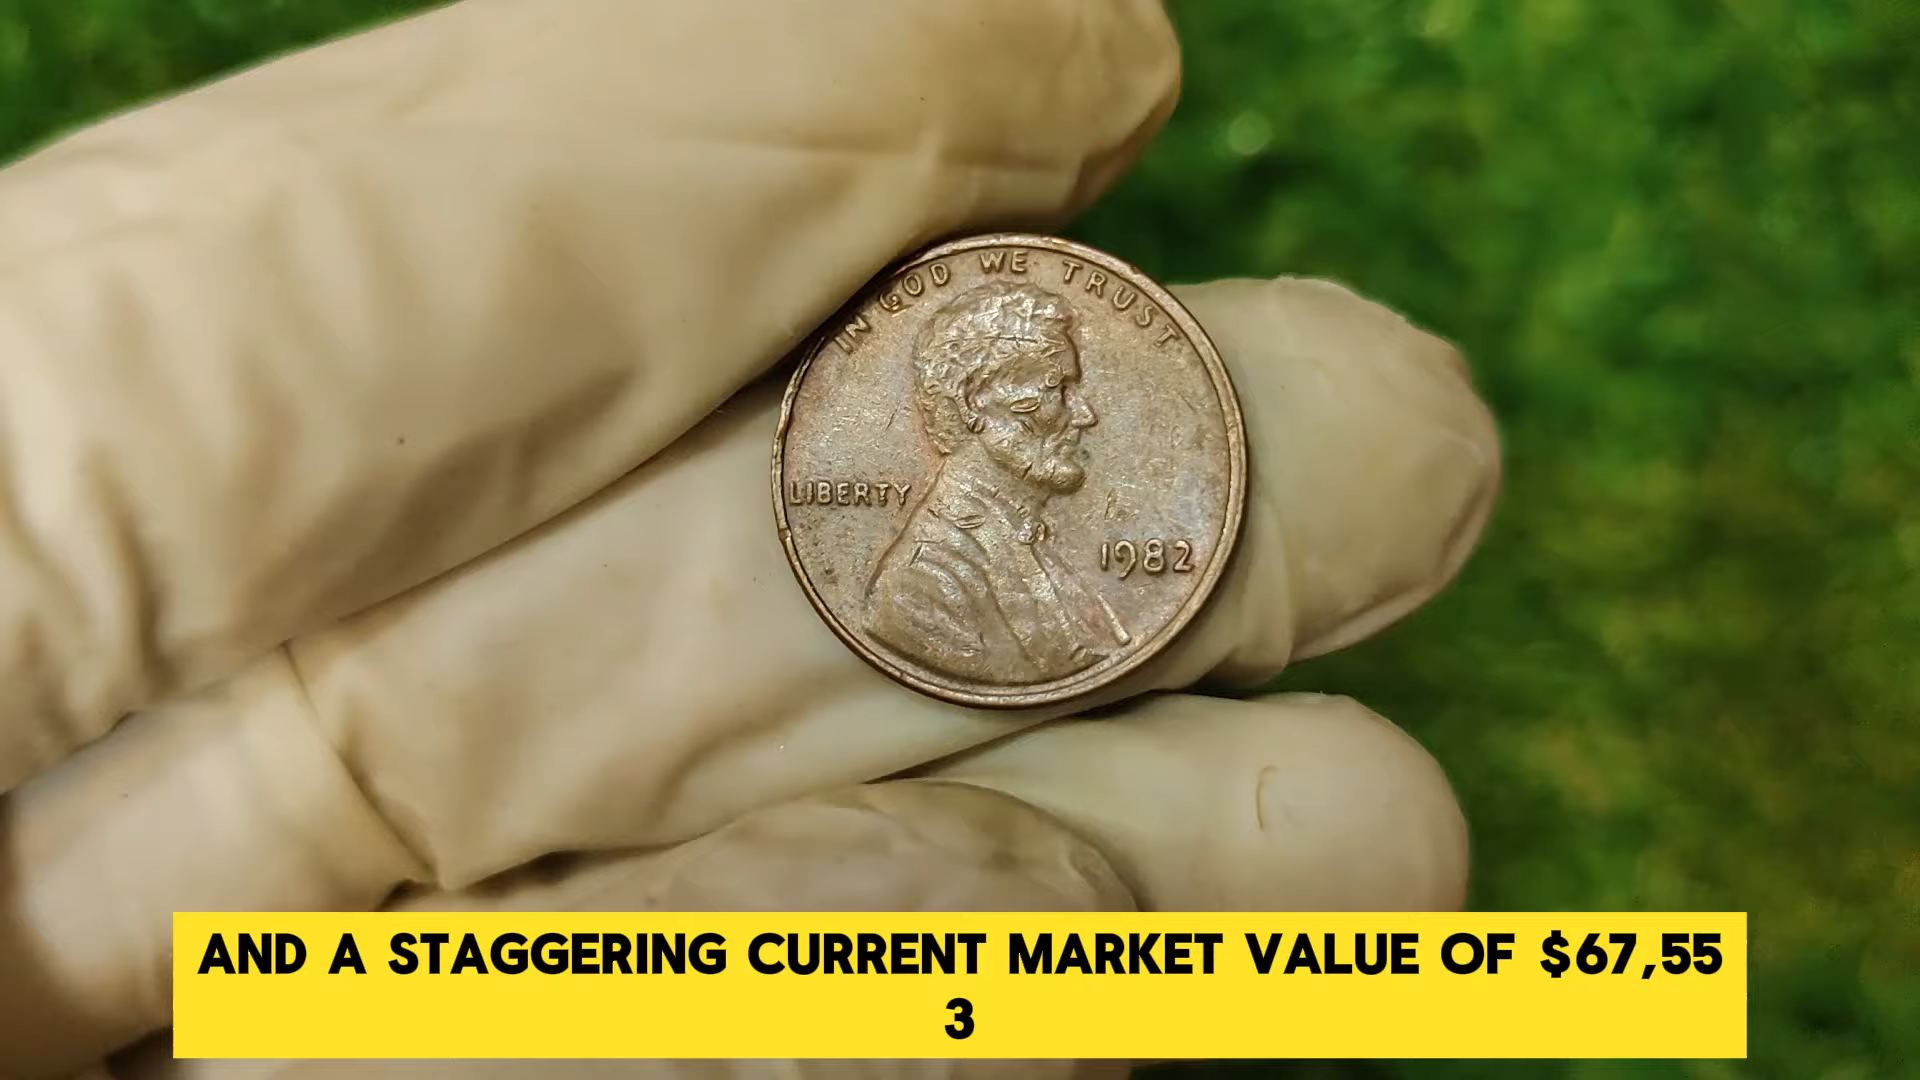 IN GOD WE TRUST
LIBERTY
1982
AND A STAGGERING CURRENT MARKET VALUE OF $67,55
3